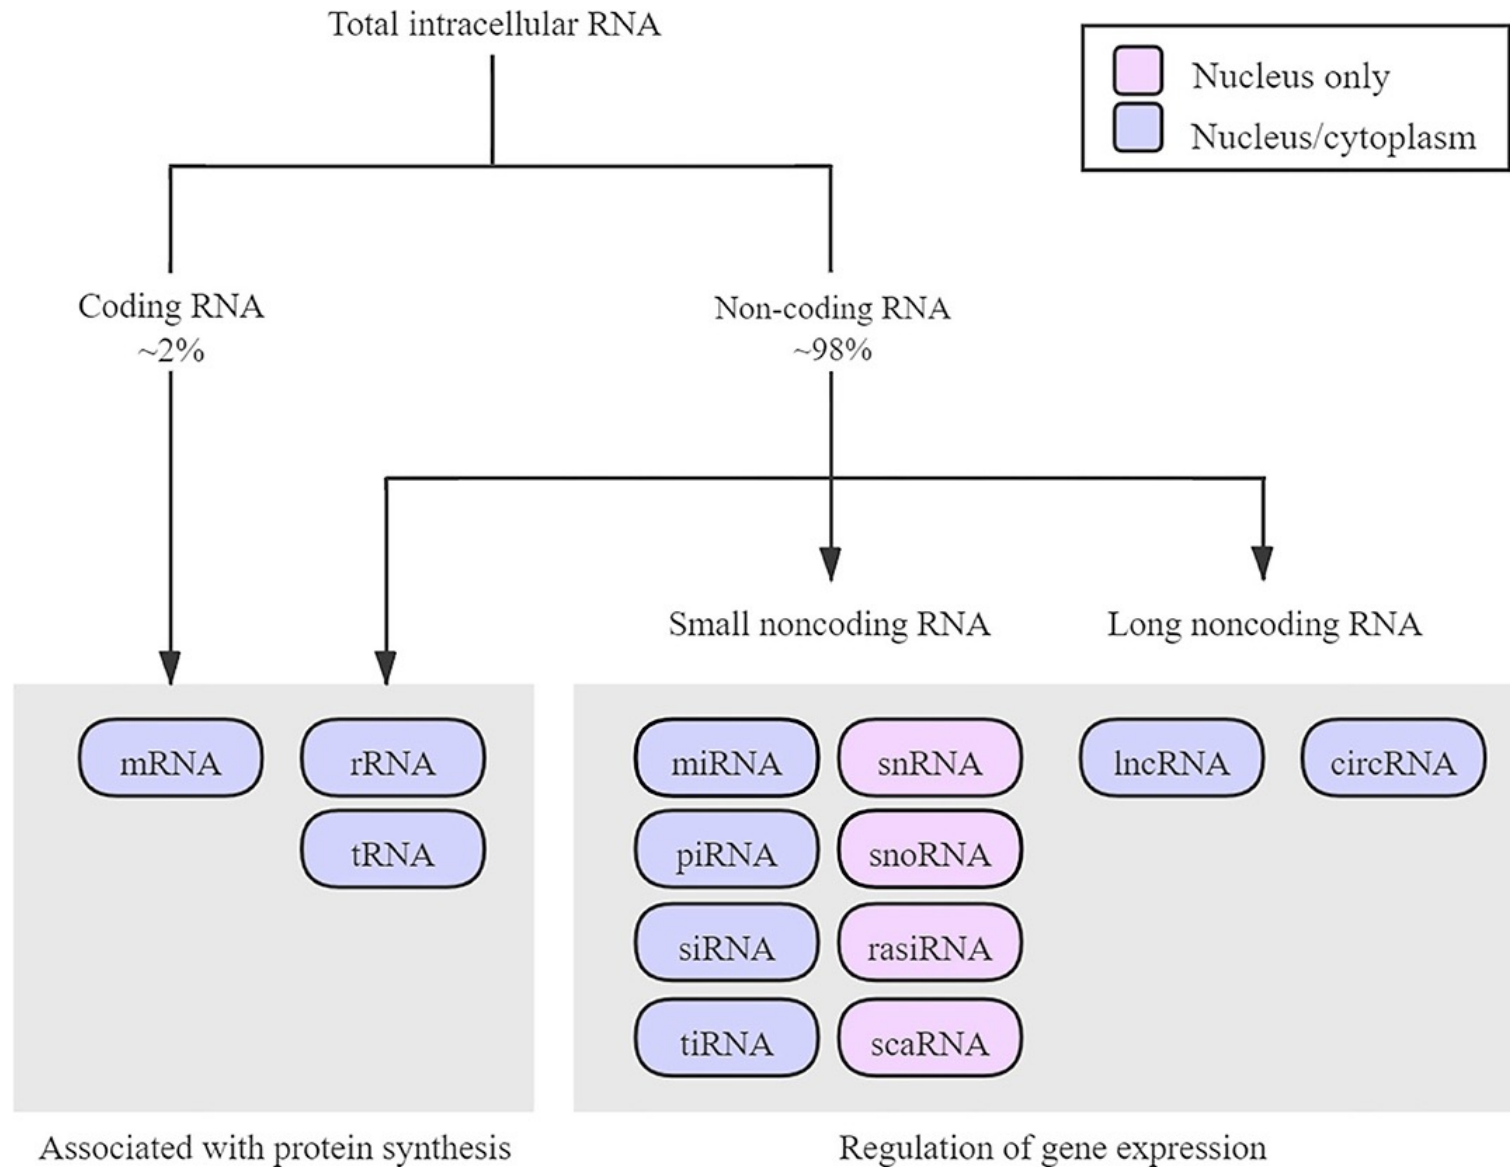 Total intracellular RNA
Nucleus only
Nucleus/cytoplasm
Coding RNA
~2%
Non-coding RNA
~98%
Small noncoding RNA
Long noncoding RNA
mRNA
rRNA
tRNA
miRNA
snRNA
lncRNA
circRNA
piRNA
snoRNA
siRNA
rasiRNA
tiRNA
scaRNA
Associated with protein synthesis
Regulation of gene expression